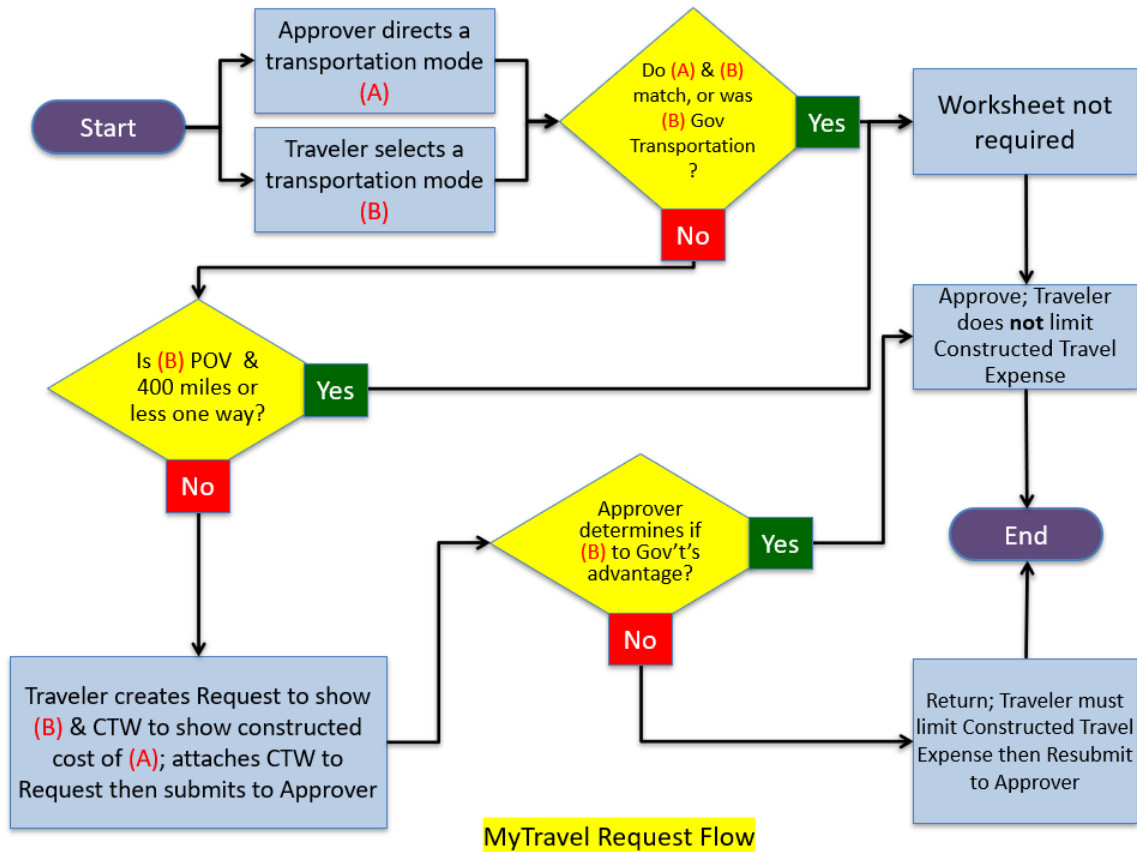 Start
Approver directs a
transportation mode
(A)
Traveler selects a
transportation mode
(B)
Do (A) & (B)
match, or was
(B) Gov
Transportation
?
Yes
No
Worksheet not
required
Is (B) POV & 
400 miles or
less one way?
Yes
No
Approve; Traveler
does not limit
Constructed Travel
Expense
Approver
determines if
(B) to Gov't's
advantage?
Yes
No
End
Traveler creates Request to show
(B) & CTW to show constructed
cost of (A); attaches CTW to
Request then submits to Approver
Return; Traveler must
limit Constructed Travel
Expense then Resubmit
to Approver
MyTravel Request Flow